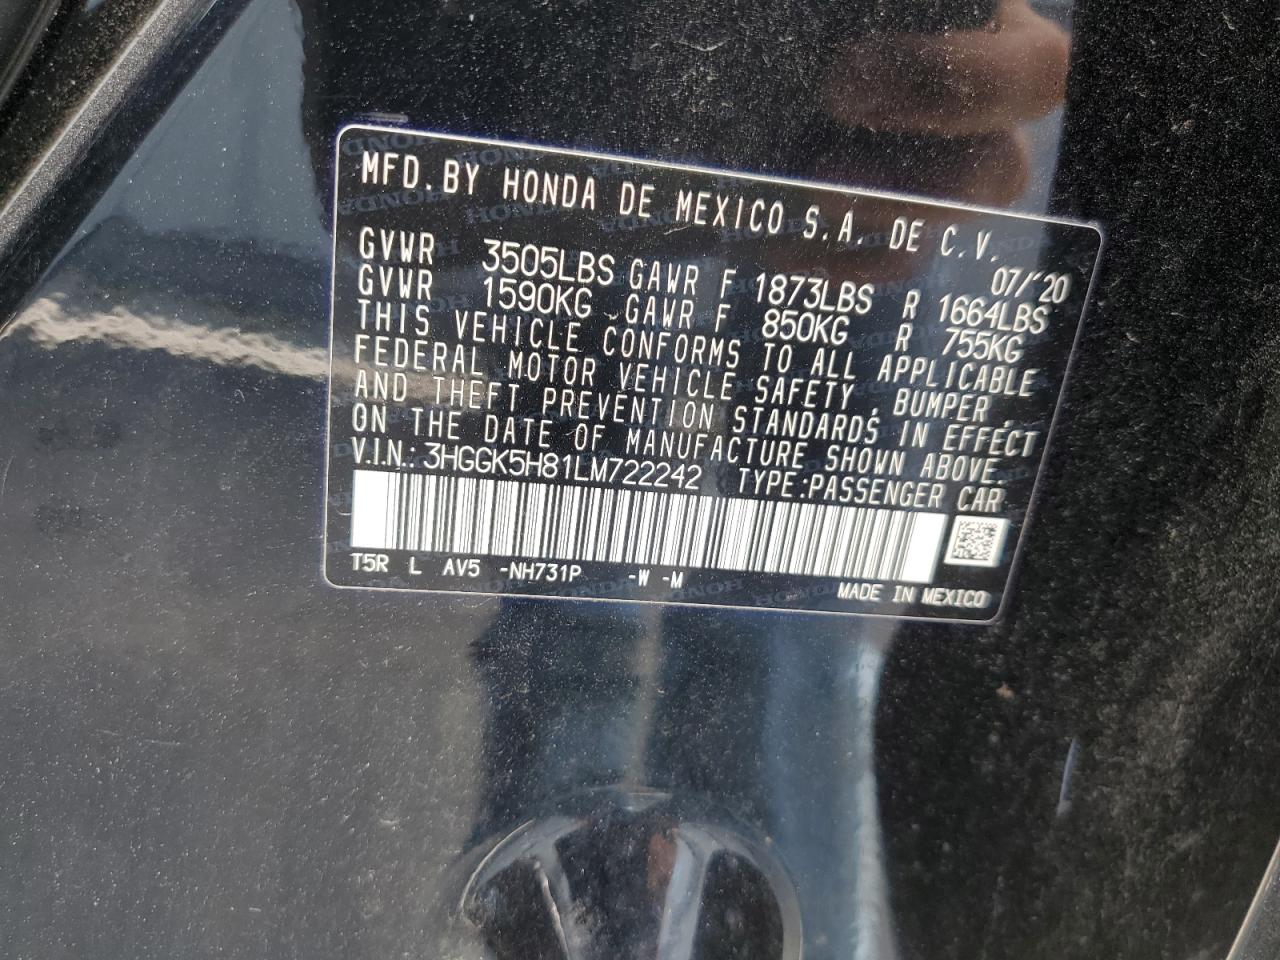 MFD. BY HONDA DE MEXICO S.A. DE C.V.
07/'20
GVWR 3505LBS GAWR F 1873LBS R 1664LBS
GVWR 1590KG GAWR F 850KG R 755KG
THIS VEHICLE CONFORMS TO ALL APPLICABLE
FEDERAL MOTOR VEHICLE SAFETY, BUMPER,
AND THEFT PREVENTION STANDARDS IN EFFECT
ON THE DATE OF MANUFACTURE SHOWN ABOVE.
V.I.N.: 3HGGK5H81LM722242 TYPE:PASSENGER CAR
T5R L AV5 -NH731P -W -M
MADE IN MEXICO